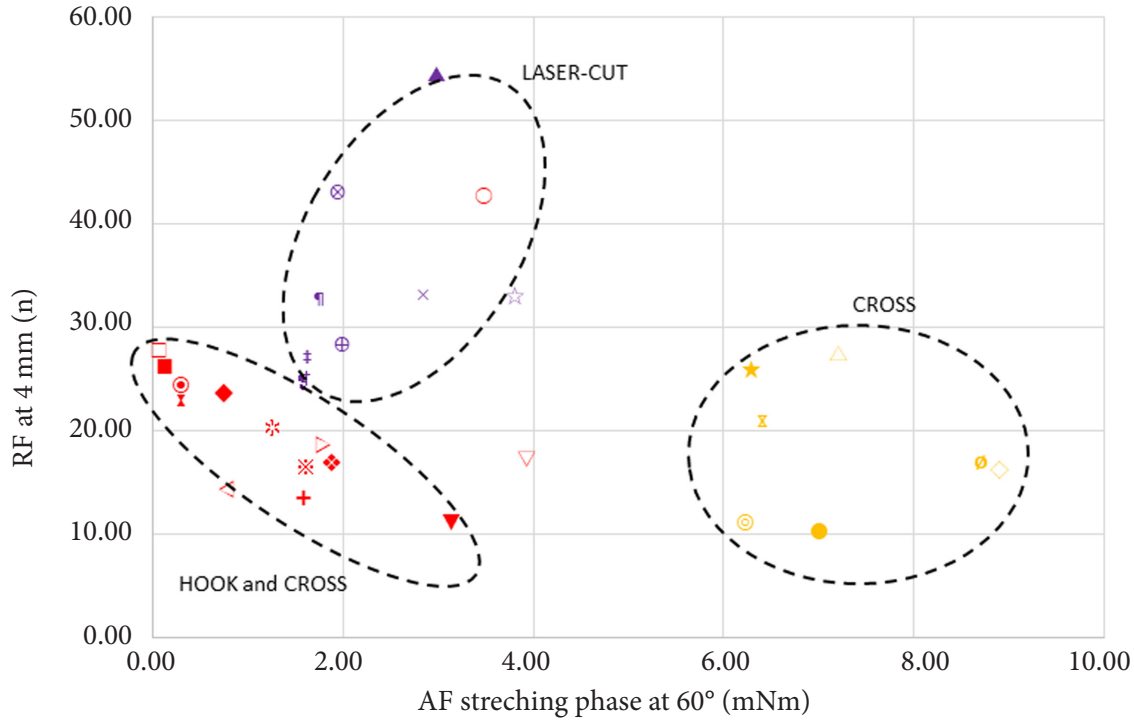 60.00
LASER-CUT
50.00
40.00
30.00
CROSS
20.00
10.00
HOOK and CROSS
0.00
0.00 2.00 4.00 6.00 8.00 10.00
RF at 4 mm (n)
AF streching phase at 60° (mNm)